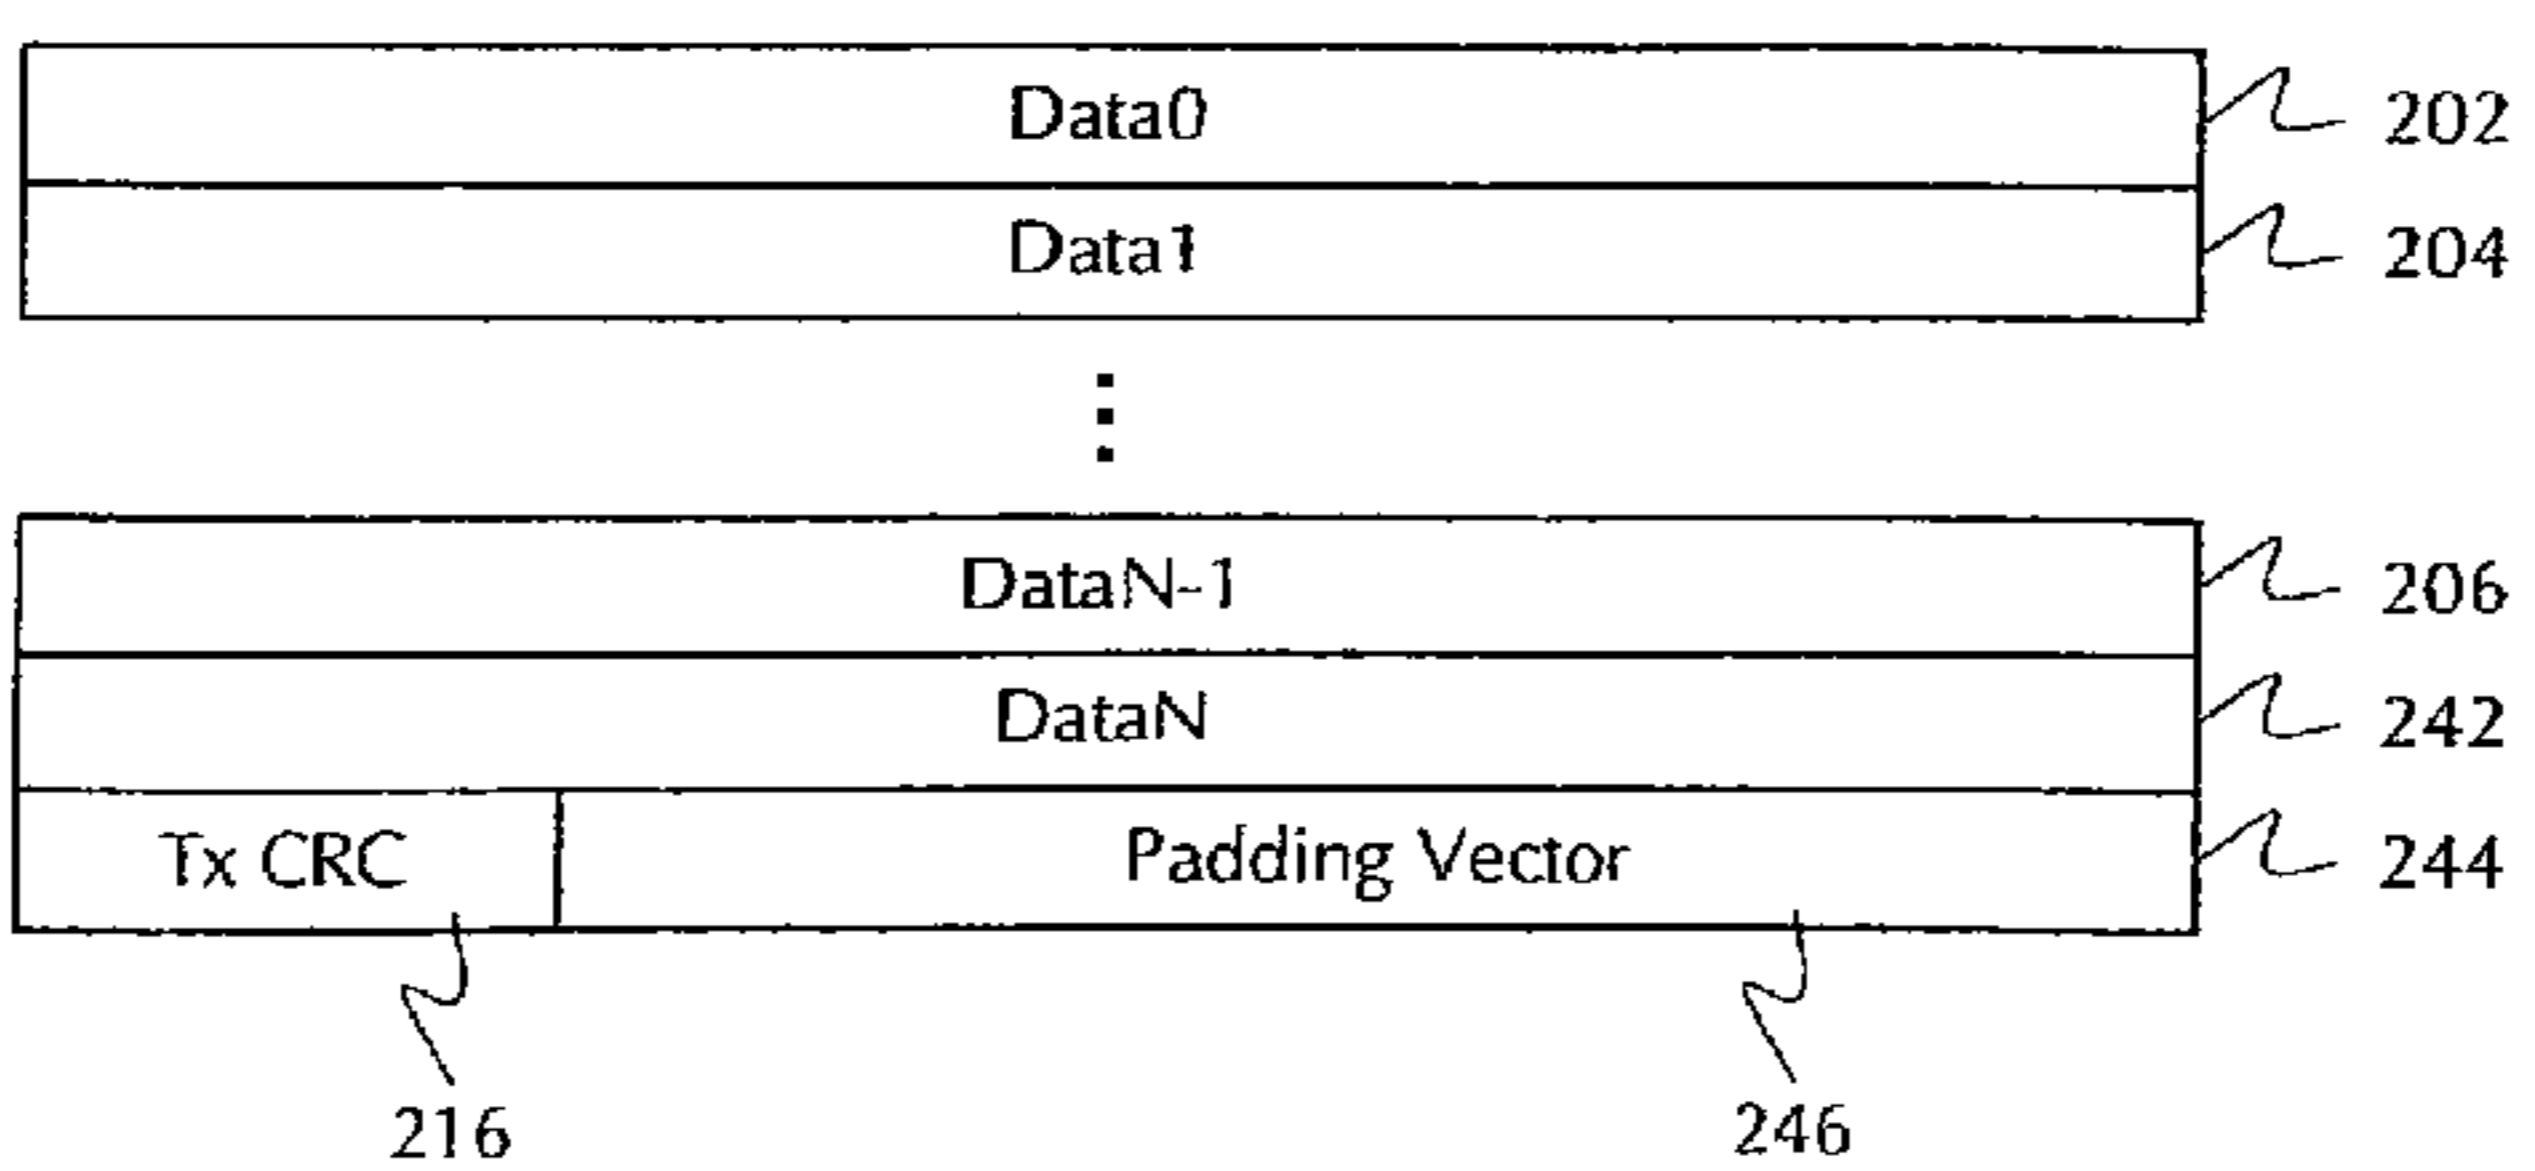 Data0 202
Data1 204
DataN-1 206
DataN 242
Tx CRC Padding Vector 244
216 246